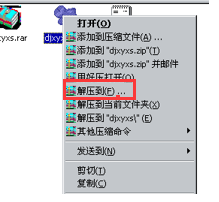 yxs.rar
djxyxs
打开(O)
添加到压缩文件(A) ...
添加到 "djxyxs.zip"(T)
添加到 "djxyxs.zip" 并邮件
用好压打开(O)
解压到(F) ...
解压到当前文件夹(X)
解压到 "djxyxs\" (E)
其他压缩命令
发送到(N)
剪切(T)
复制(C)